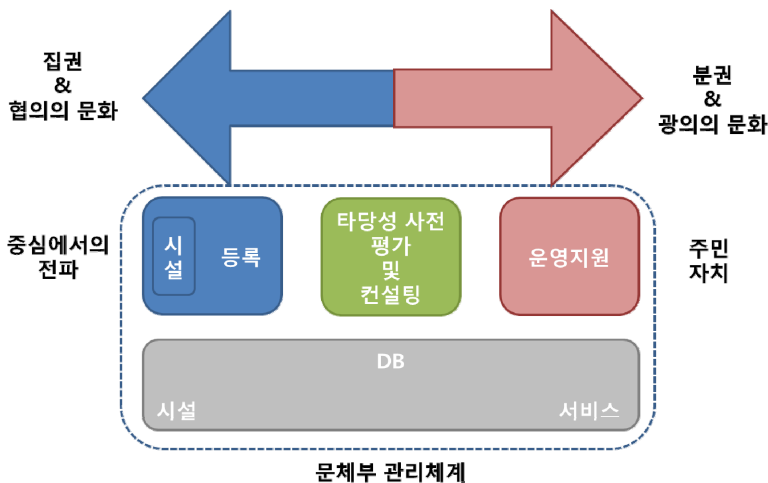 집권
&
협의의 문화
분권
&
광의의 문화
중심에서의
전파
시
설
등록
타당성 사전
평가
및
컨설팅
운영지원
주민
자치
DB
시설
서비스
문체부 관리체계